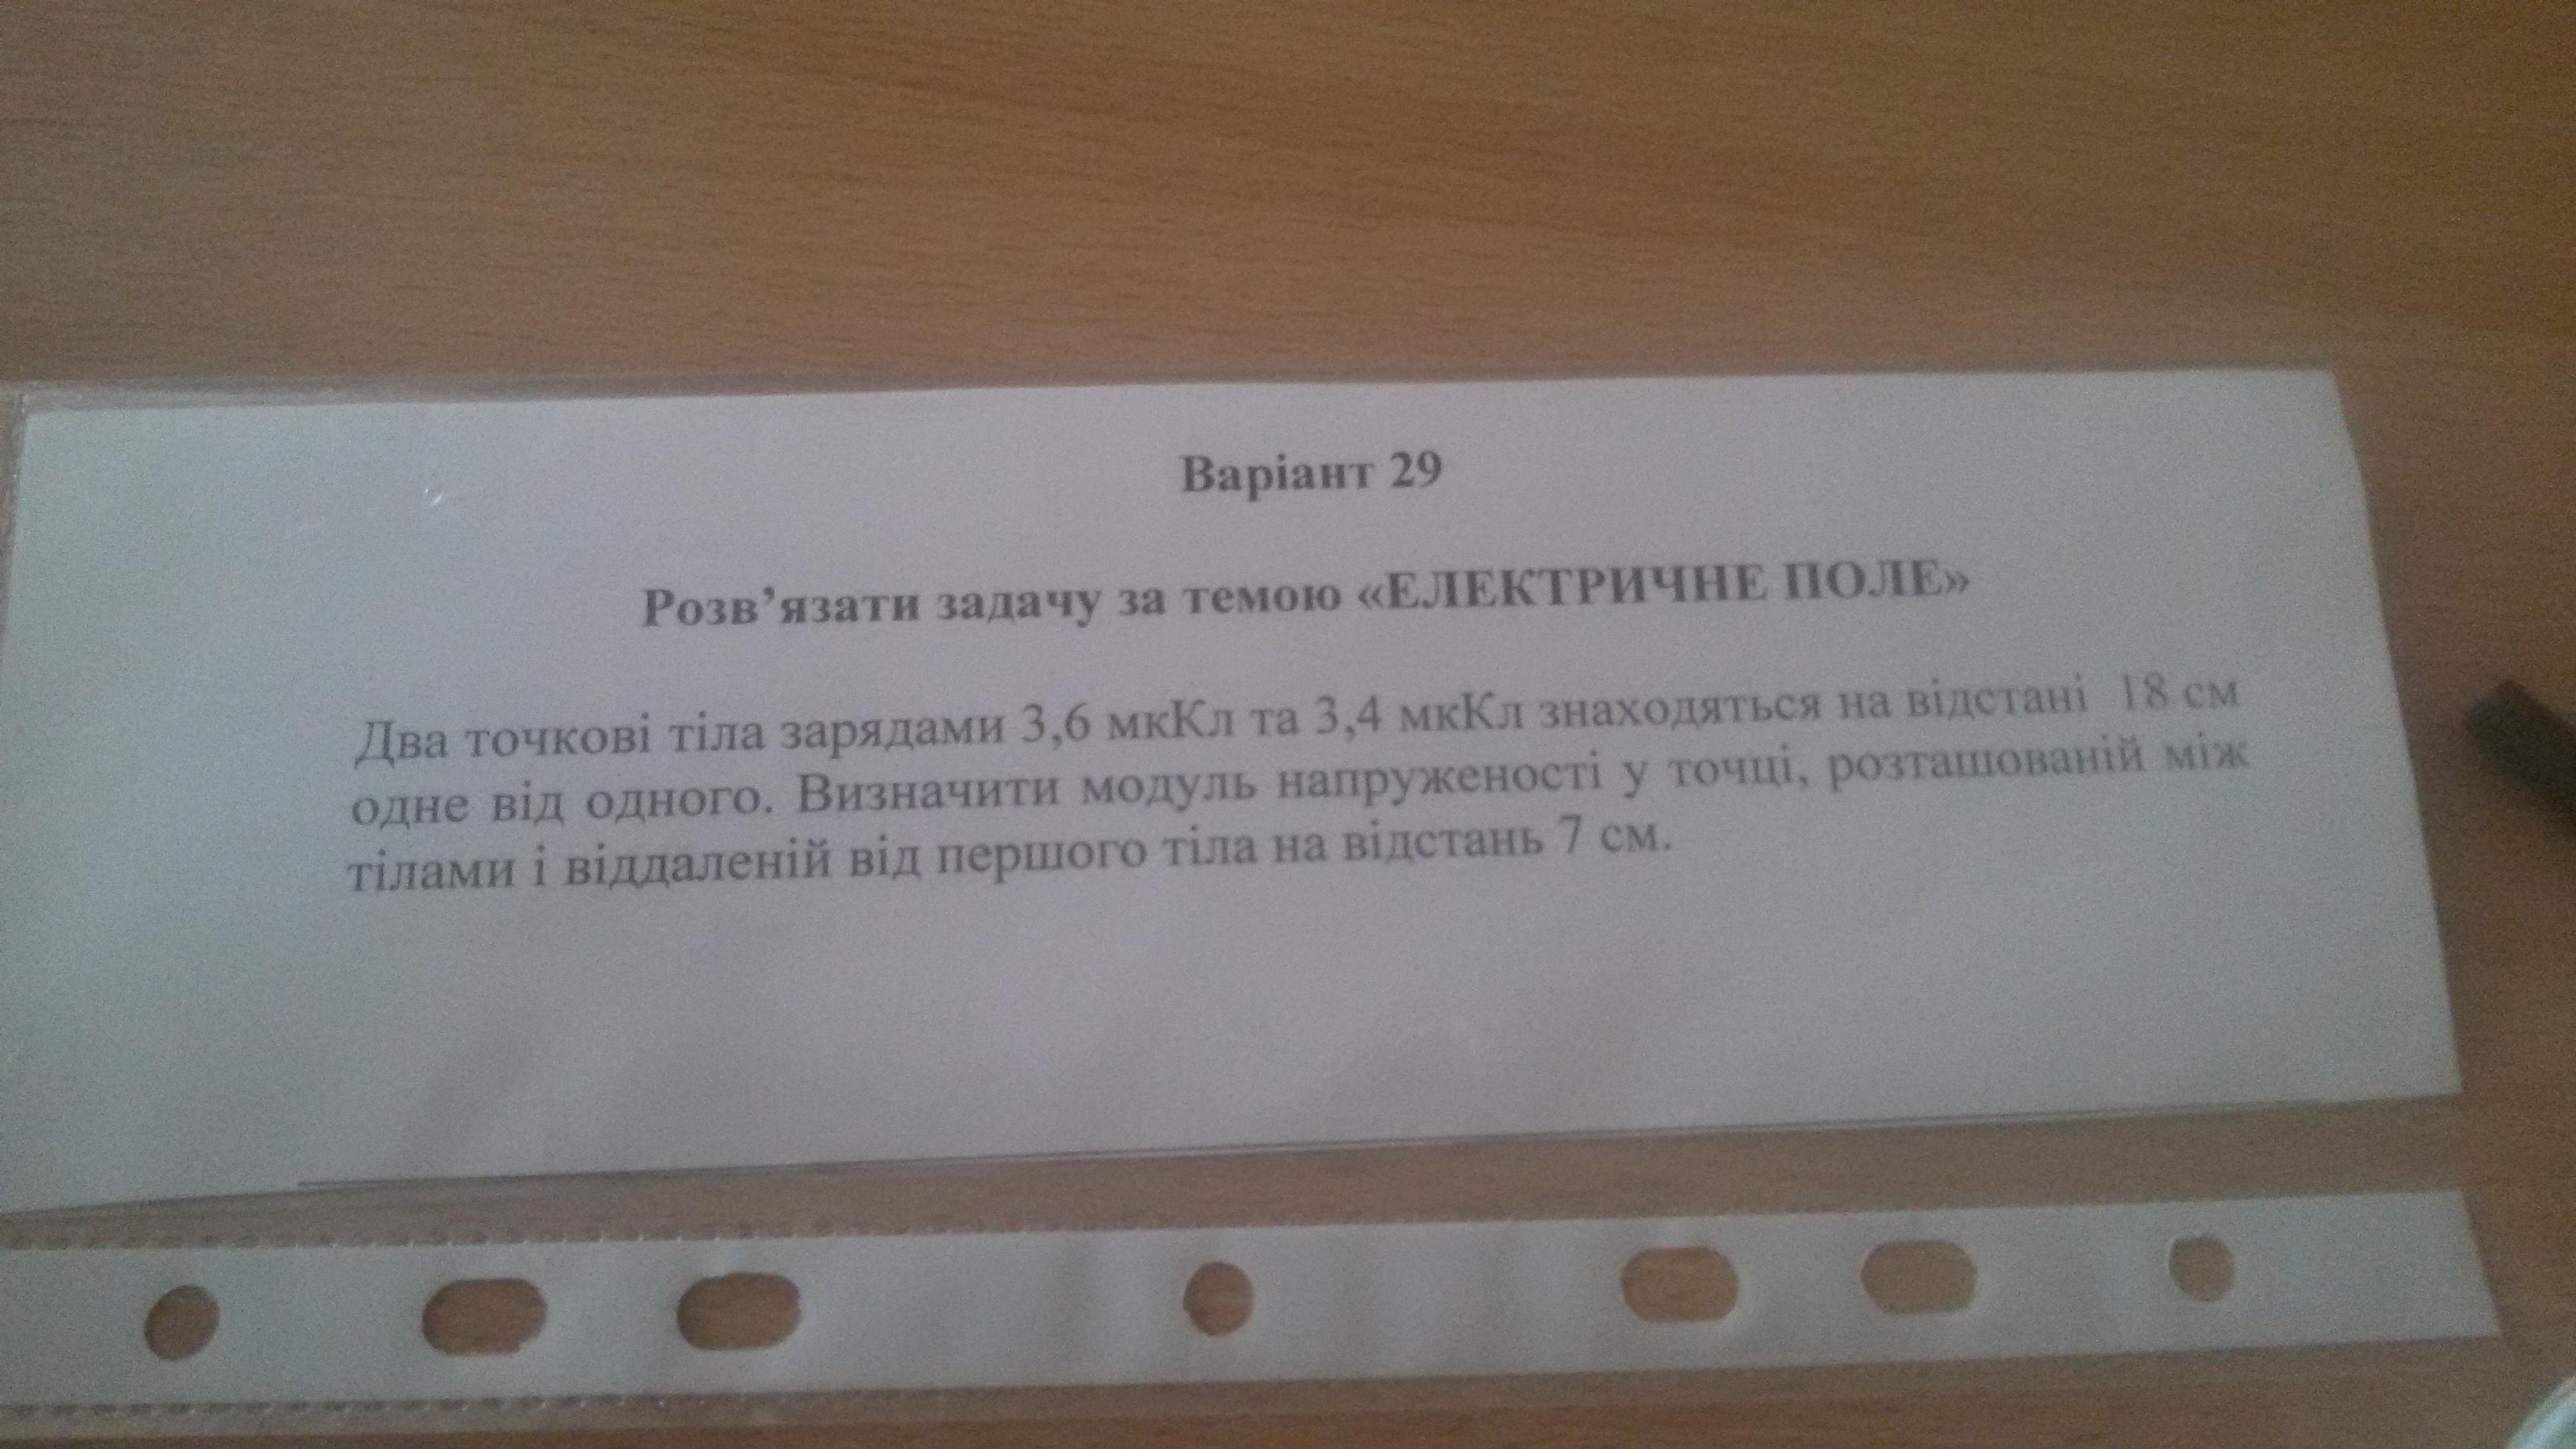 Варіант 29
Розв’язати задачу за темою «ЕЛЕКТРИЧНЕ ПОЛЕ»
Два точкові тіла зарядами 3,6 мкКл та 3,4 мкКл знаходяться на відстані 18 см
одне від одного. Визначити модуль напруженості у точці, розташованій між
тілами і віддаленій від першого тіла на відстань 7 см.